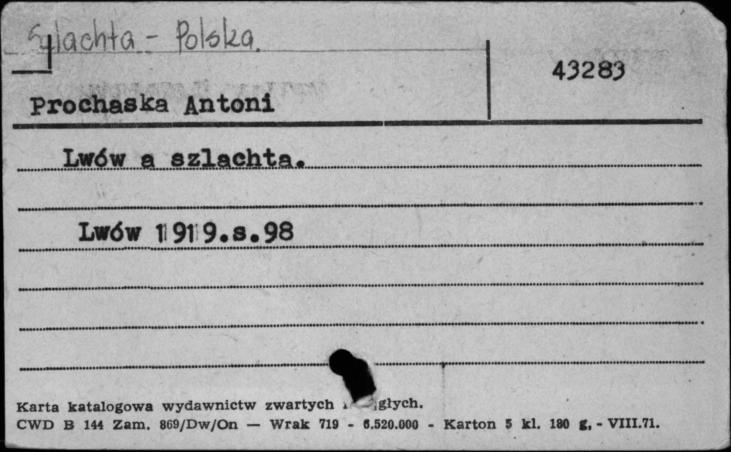 Szlachta - Polska.
43283
Prochaska Antoni
Lwów a szlachta.
Lwów 1919.s.98
Karta katalogowa wydawnictw zwartych głych.
CWD B 144 Zam. 869/Dw/On — Wrak 719 - 6.520.000 - Karton 5 kl. 180 g, - VIII.71.